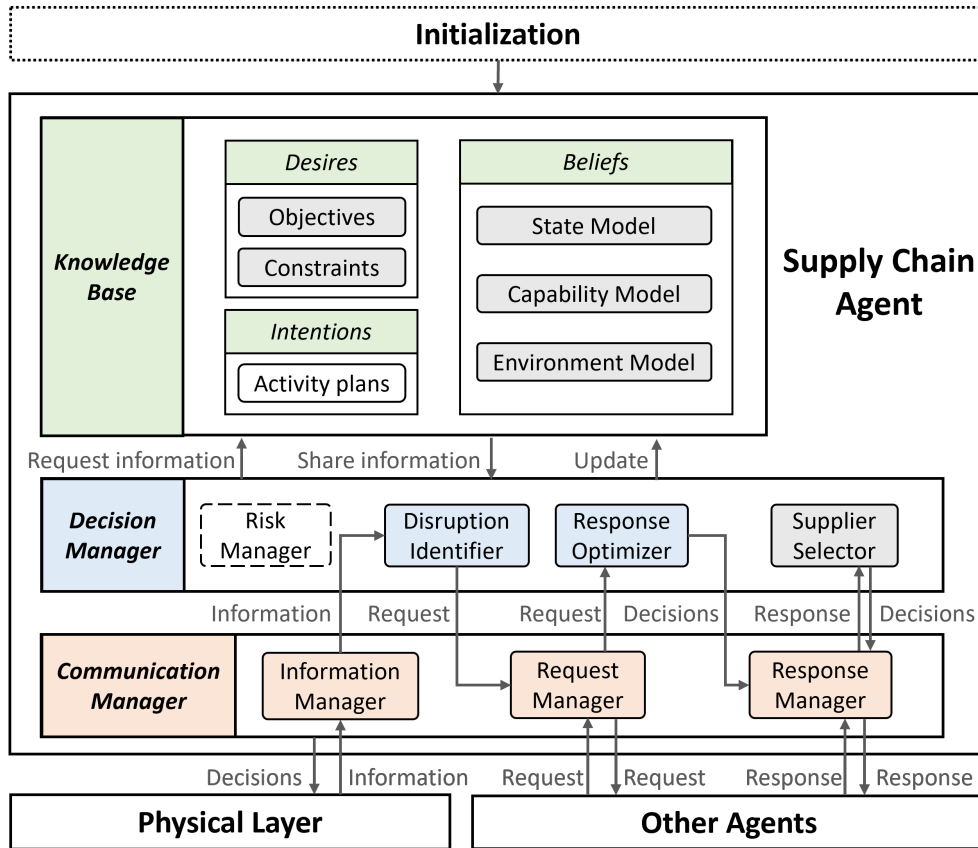 Initialization
Supply Chain
Agent
Knowledge
Base
Desires
Objectives
Constraints
Intentions
Activity plans
Beliefs
State Model
Capability Model
Environment Model
Request information
Share information
Update
Decision
Manager
Risk
Manager
Disruption
Identifier
Response
Optimizer
Supplier
Selector
Information
Request
Request
Decisions
Response
Decisions
Communication
Manager
Information
Manager
Request
Manager
Response
Manager
Decisions
Information
Request
Request
Response
Response
Physical Layer
Other Agents